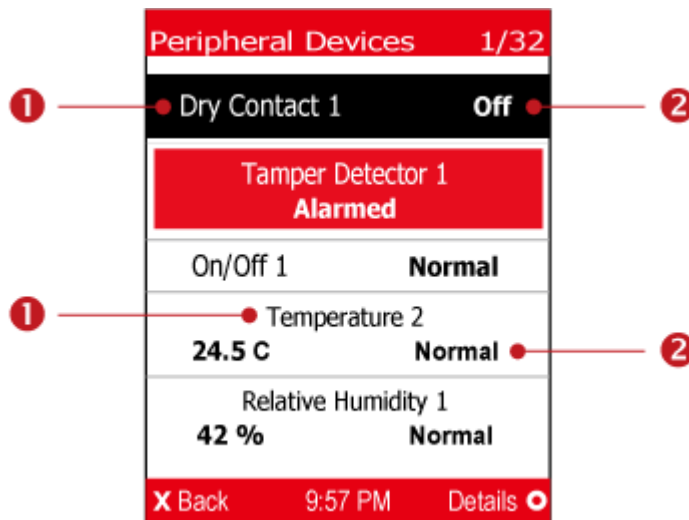 Peripheral Devices 1/32
1 Dry Contact 1 Off 2
Tamper Detector 1
Alarmed
On/Off 1 Normal
1 Temperature 2
24.5 C Normal 2
Relative Humidity 1
42 % Normal
X Back 9:57 PM Details O